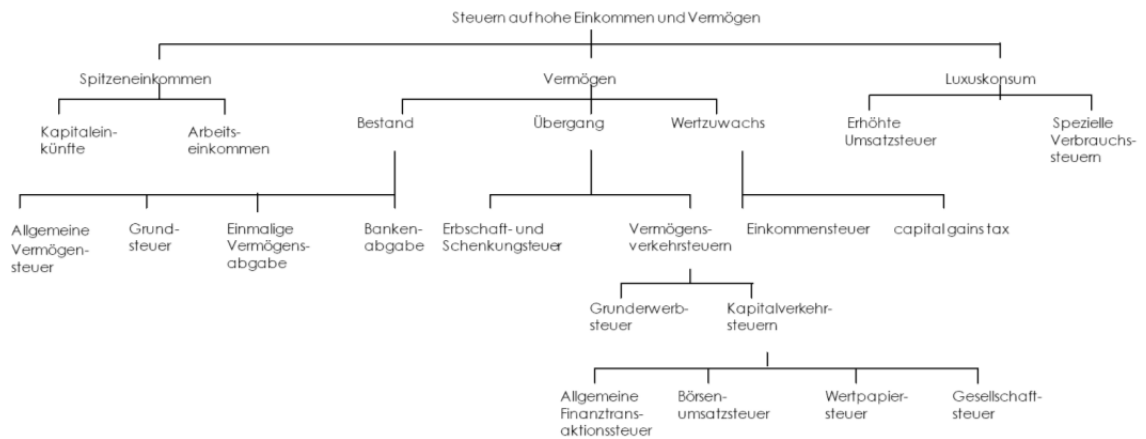 Steuern auf hohe Einkommen und Vermögen
Spitzeneinkommen
Vermögen
Luxuskonsum
Kapitalein-
künfte
Arbeits-
einkommen
Bestand
Übergang
Wertzuwachs
Erhöhte
Umsatzsteuer
Spezielle
Verbrauchs-
steuern
Allgemeine
Vermögen-
steuer
Grund-
steuer
Einmalige
Vermögens-
abgabe
Banken-
abgabe
Erbschaft- und
Schenkungsteuer
Vermögens-
verkehrsteuern
Einkommensteuer
capital gains tax
Grunderwerb-
steuer
Kapitalverkehr-
steuern
Allgemeine
Finanztrans-
aktionssteuer
Börsen-
umsatzsteuer
Wertpapier-
steuer
Gesellschaft-
steuer